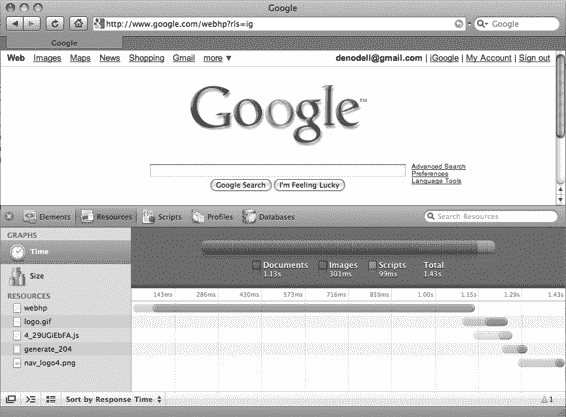 Google
http://www.google.com/webhp?rls=ig
Google
Google
Web Images Maps News Shopping Gmail more ▼
denodell@gmail.com | iGoogle | My Account | Sign out
Google™
Advanced Search
Preferences
Language Tools
Google Search I'm Feeling Lucky
Elements Resources Scripts Profiles Databases
Search Resources
GRAPHS
Time
Size
Documents Images Scripts Total
1.13s 301ms 99ms 1.43s
RESOURCES
143ms 286ms 430ms 573ms 716ms 859ms 1.00s 1.15s 1.29s 1.43s
webhp
logo.gif
4_29UGiEbFA.js
generate_204
nav_logo4.png
Sort by Response Time
1